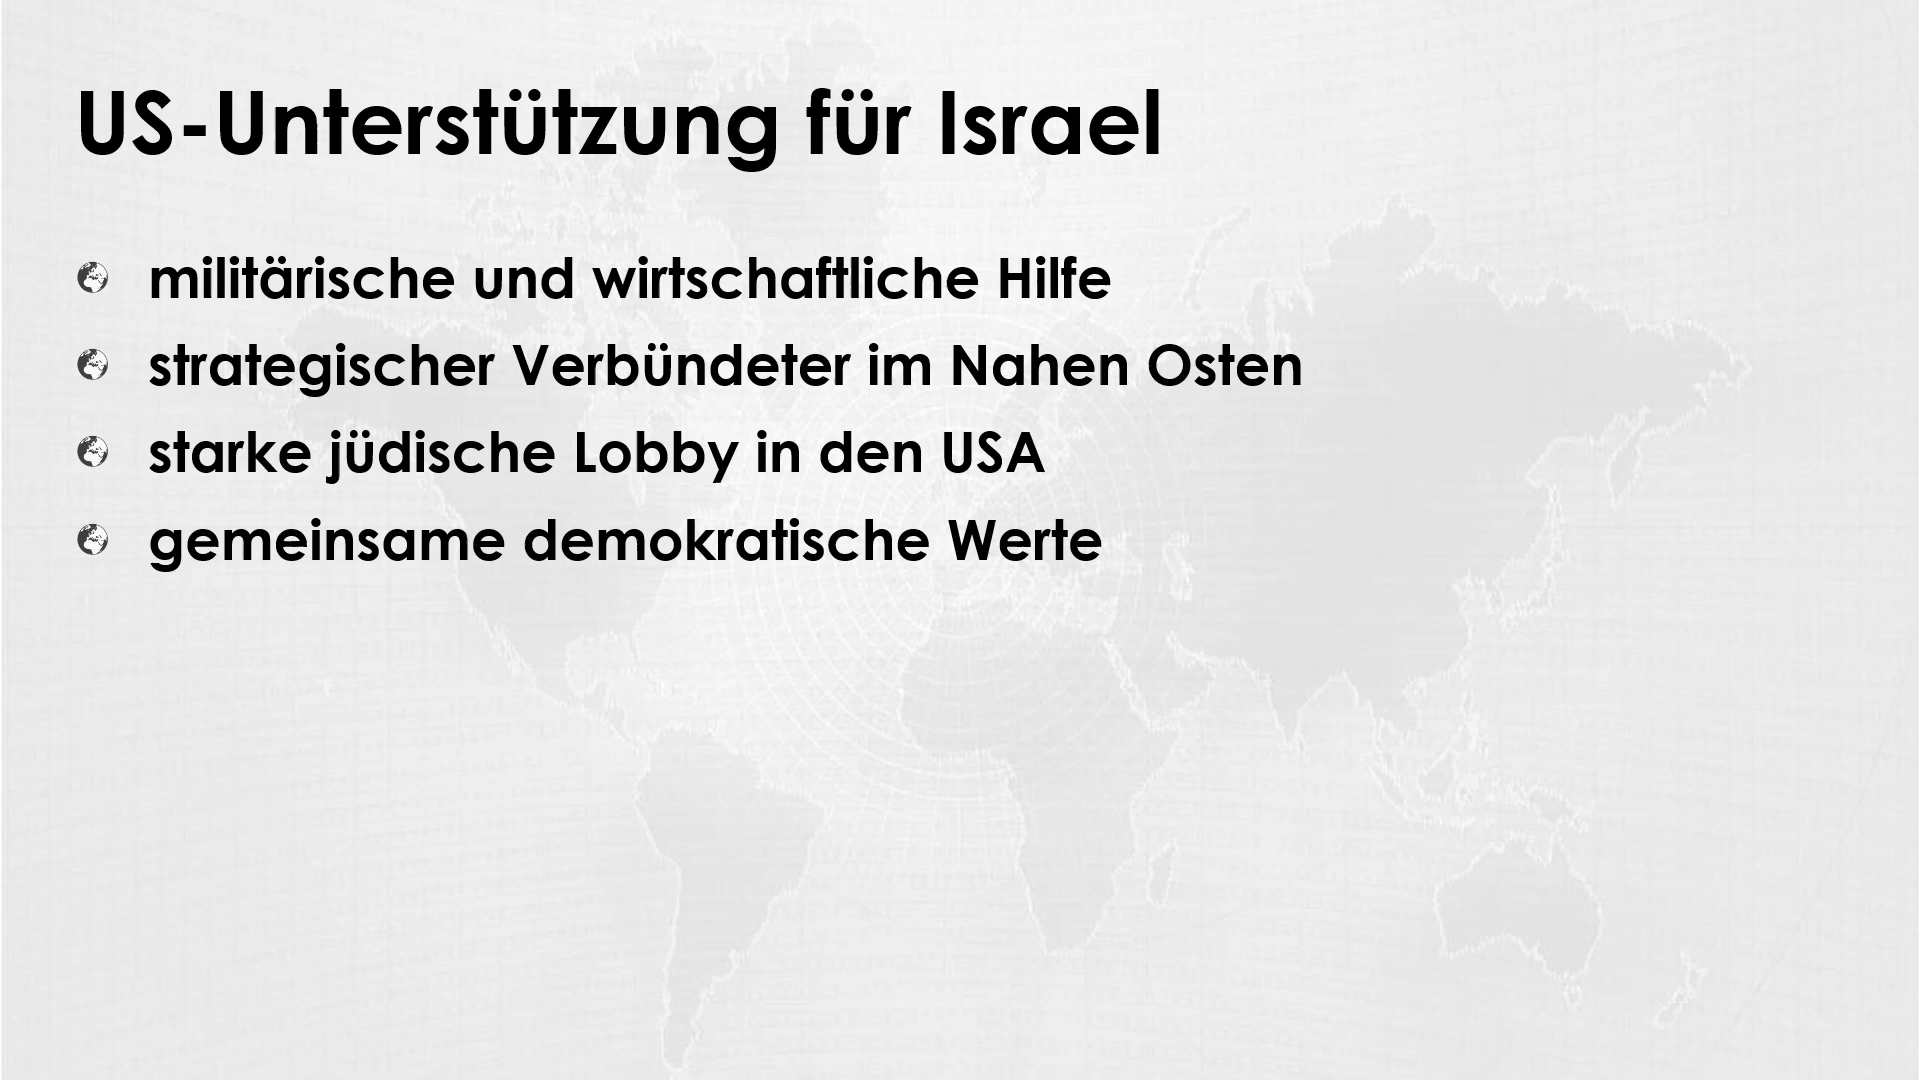 US-Unterstützung für Israel
militärische und wirtschaftliche Hilfe
strategischer Verbündeter im Nahen Osten
starke jüdische Lobby in den USA
gemeinsame demokratische Werte